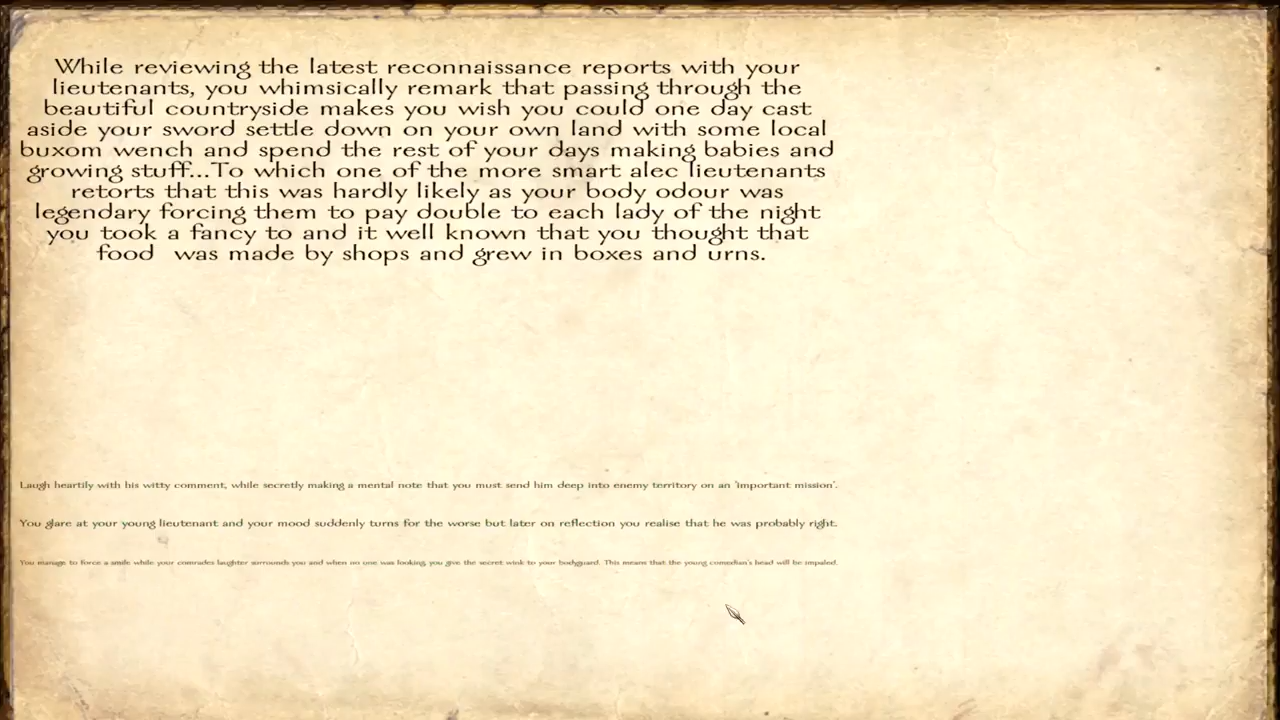 While reviewing the latest reconnaissance reports with your
lieutenants, you whimsically remark that passing through the
beautiful countryside makes you wish you could one day cast
aside your sword settle down on your own land with some local
buxom wench and spend the rest of your days making babies and
growing stuff...To which one of the more smart alec lieutenants
retorts that this was hardly likely as your body odour was
legendary forcing them to pay double to each lady of the night
you took a fancy to and it well known that you thought that
food was made by shops and grew in boxes and urns.
Laugh heartily with his witty comment, while secretly making a mental note that you must send him deep into enemy territory on an 'important mission'.
You glare at your young lieutenant and your mood suddenly turns for the worse but later on reflection you realise that he was probably right.
You manage to force a smile while your comrades laughter surrounds you and when no one was looking, you give the secret wink to your bodyguard. This means that the young comedian's head will be impaled.